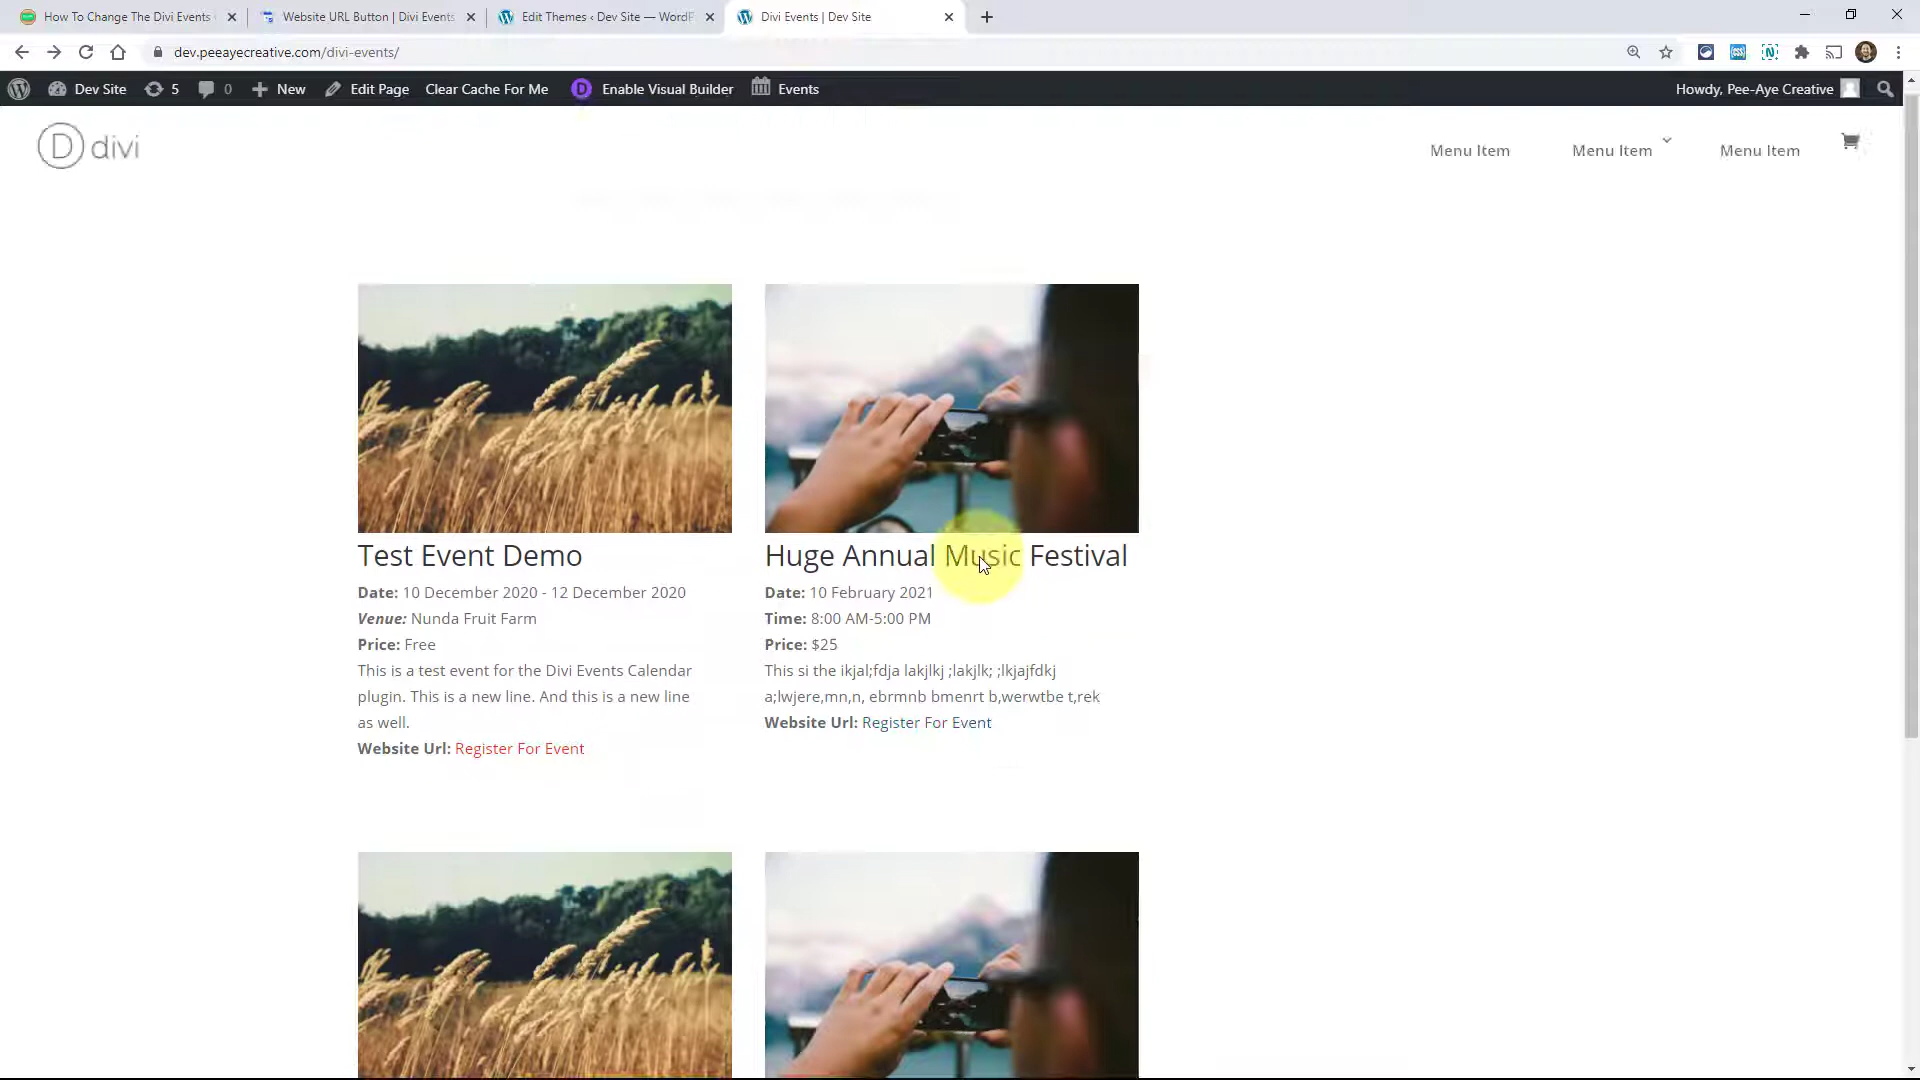 How To Change The Divi Events
Website URL Button | Divi Events
Edit Themes ‹ Dev Site — WordP
Divi Events | Dev Site
dev.peeayecreative.com/divi-events/
Dev Site
5
0
New
Edit Page
Clear Cache For Me
D
Enable Visual Builder
Events
Howdy, Pee-Aye Creative
D divi
Menu Item
Menu Item
Menu Item
Test Event Demo
Date: 10 December 2020 - 12 December 2020
Venue: Nunda Fruit Farm
Price: Free
This is a test event for the Divi Events Calendar
plugin. This is a new line. And this is a new line
as well.
Website Url: Register For Event
Huge Annual Music Festival
Date: 10 February 2021
Time: 8:00 AM-5:00 PM
Price: $25
This si the ikjal;fdja lakjlkj ;lakjlk; ;lkjajfdkj
a;lwjere,mn,n, ebrmnb bmenrt b,werwtbe t,rek
Website Url: Register For Event